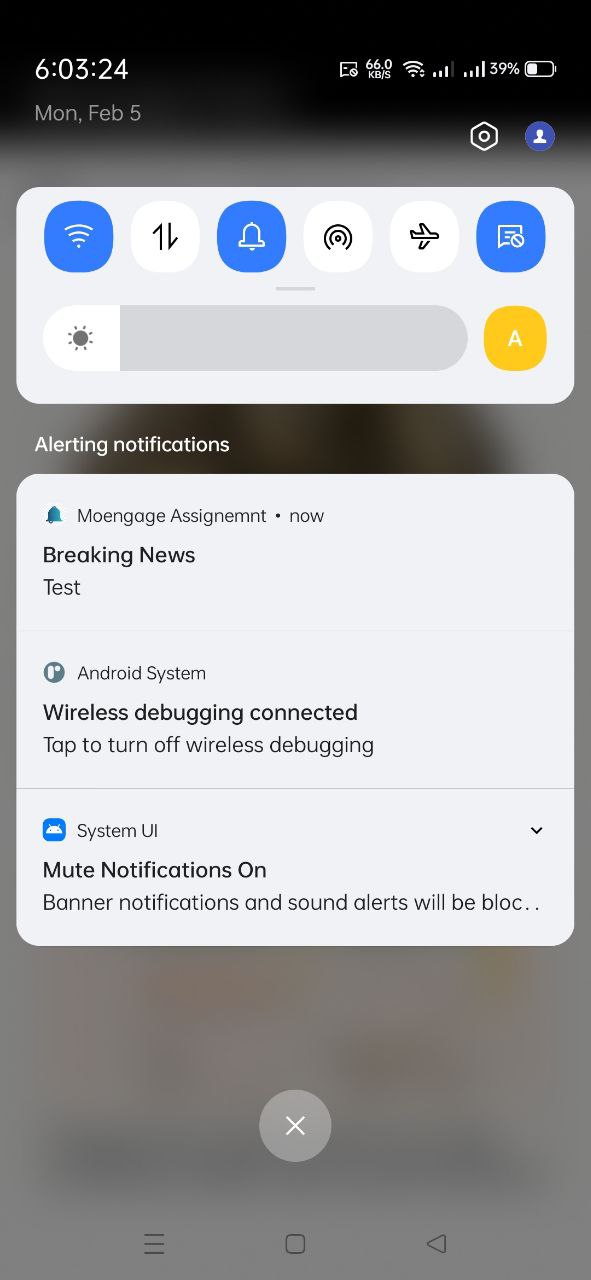 6:03:24
66.0
KB/S
39%
Mon, Feb 5
A
Alerting notifications
Moengage Assignemnt • now
Breaking News
Test
Android System
Wireless debugging connected
Tap to turn off wireless debugging
System UI
Mute Notifications On
Banner notifications and sound alerts will be bloc..